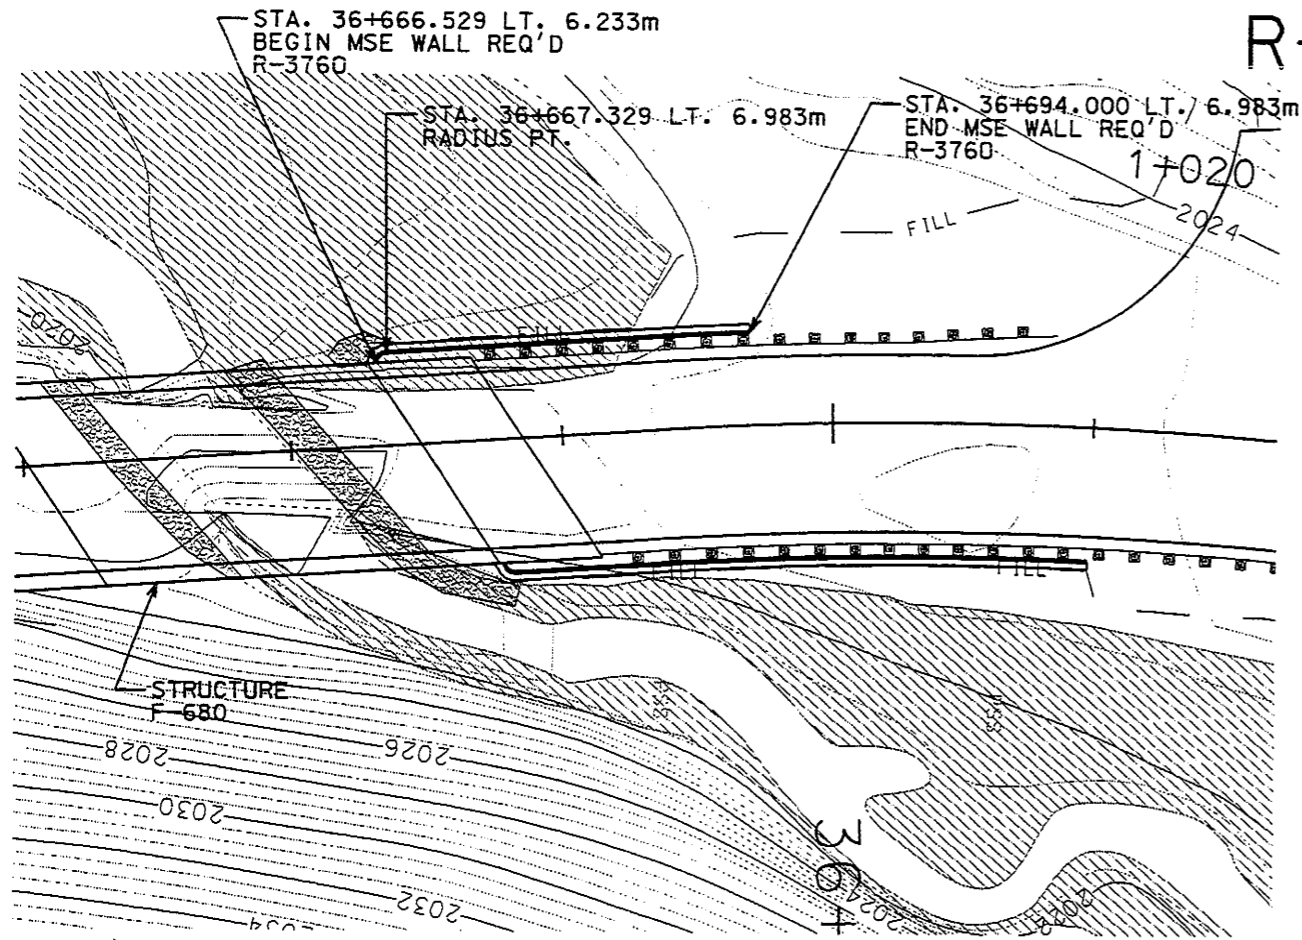 STA. 36+666.529 LT. 6.233m
BEGIN MSE WALL REQ'D
R-3760
R-
STA. 36+667.329 LT. 6.983m
RADIUS PT.
STA. 36+694.000 LT. 6.983m
END MSE WALL REQ'D
R-3760
1+020
2024
FILL
2020
FILL
FILL
FILL
STRUCTURE
F-680
2028
2026
2030
2032
36+
2024